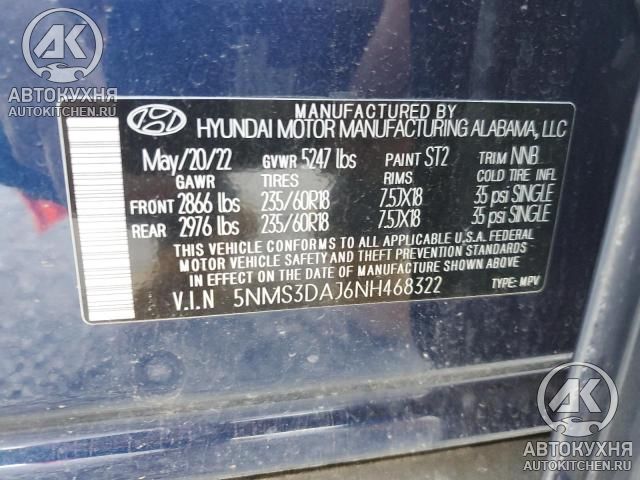 AK
АВТОКУХНЯ
AUTOKITCHEN.RU
MANUFACTURED BY
HYUNDAI MOTOR MANUFACTURING ALABAMA, LLC
May/20/22 GVWR 5247 lbs PAINT ST2 TRIM NNB
GAWR TIRES RIMS COLD TIRE INFL
FRONT 2866 lbs 235/60R18 7.5JX18 35 psi SINGLE
REAR 2976 lbs 235/60R18 7.5JX18 35 psi SINGLE
THIS VEHICLE CONFORMS TO ALL APPLICABLE U.S.A. FEDERAL
MOTOR VEHICLE SAFETY AND THEFT PREVENTION STANDARDS
IN EFFECT ON THE DATE OF MANUFACTURE SHOWN ABOVE.
V.I.N 5NMS3DAJ6NH468322 TYPE: MPV
AK
АВТОКУХНЯ
AUTOKITCHEN.RU